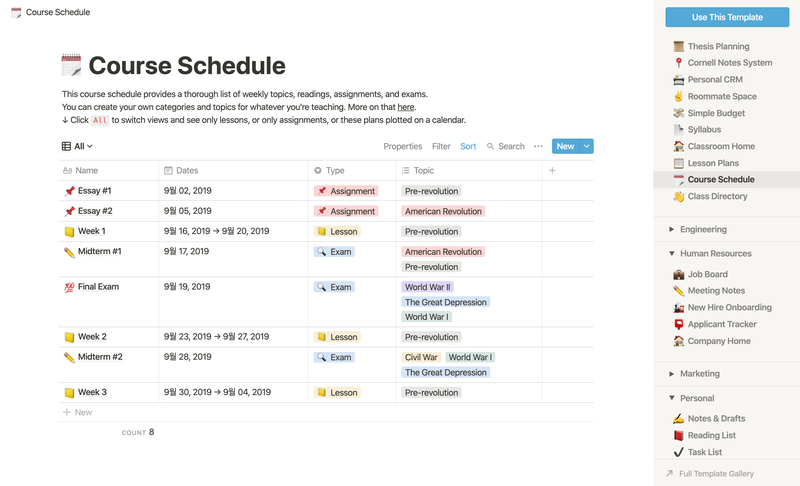 Course Schedule
Course Schedule
This course schedule provides a thorough list of weekly topics, readings, assignments, and exams.
You can create your own categories and topics for whatever you're teaching. More on that here.
↓ Click All to switch views and see only lessons, or only assignments, or these plans plotted on a calendar.
All Properties Filter Sort Search ··· New
Aa Name Dates Type Topic +
Essay #1 9월 02, 2019 Assignment Pre-revolution
Essay #2 9월 05, 2019 Assignment American Revolution
Week 1 9월 16, 2019 → 9월 20, 2019 Lesson Pre-revolution
Midterm #1 9월 17, 2019 Exam American Revolution
Pre-revolution
Final Exam 9월 19, 2019 Exam World War II
The Great Depression
World War I
Week 2 9월 23, 2019 → 9월 27, 2019 Lesson Pre-revolution
Midterm #2 9월 28, 2019 Exam Civil War World War I
The Great Depression
Week 3 9월 30, 2019 → 9월 04, 2019 Lesson Pre-revolution
+ New
COUNT 8
Use This Template
Thesis Planning
Cornell Notes System
Personal CRM
Roommate Space
Simple Budget
Syllabus
Classroom Home
Lesson Plans
Course Schedule
Class Directory
Engineering
Human Resources
Job Board
Meeting Notes
New Hire Onboarding
Applicant Tracker
Company Home
Marketing
Personal
Notes & Drafts
Reading List
Task List
Full Template Gallery